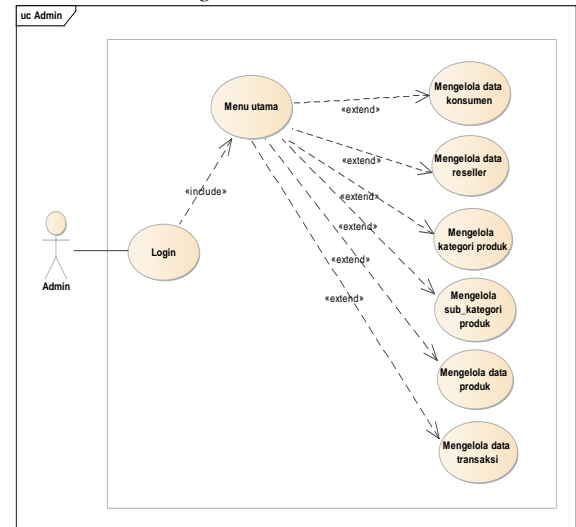 uc Admin
Menu utama
Mengelola data
konsumen
«extend»
Mengelola data
reseller
«extend»
«include»
«extend»
Mengelola
kategori produk
«extend»
Login
Admin
«extend»
Mengelola
sub_kategori
produk
«extend»
Mengelola data
produk
Mengelola data
transaksi